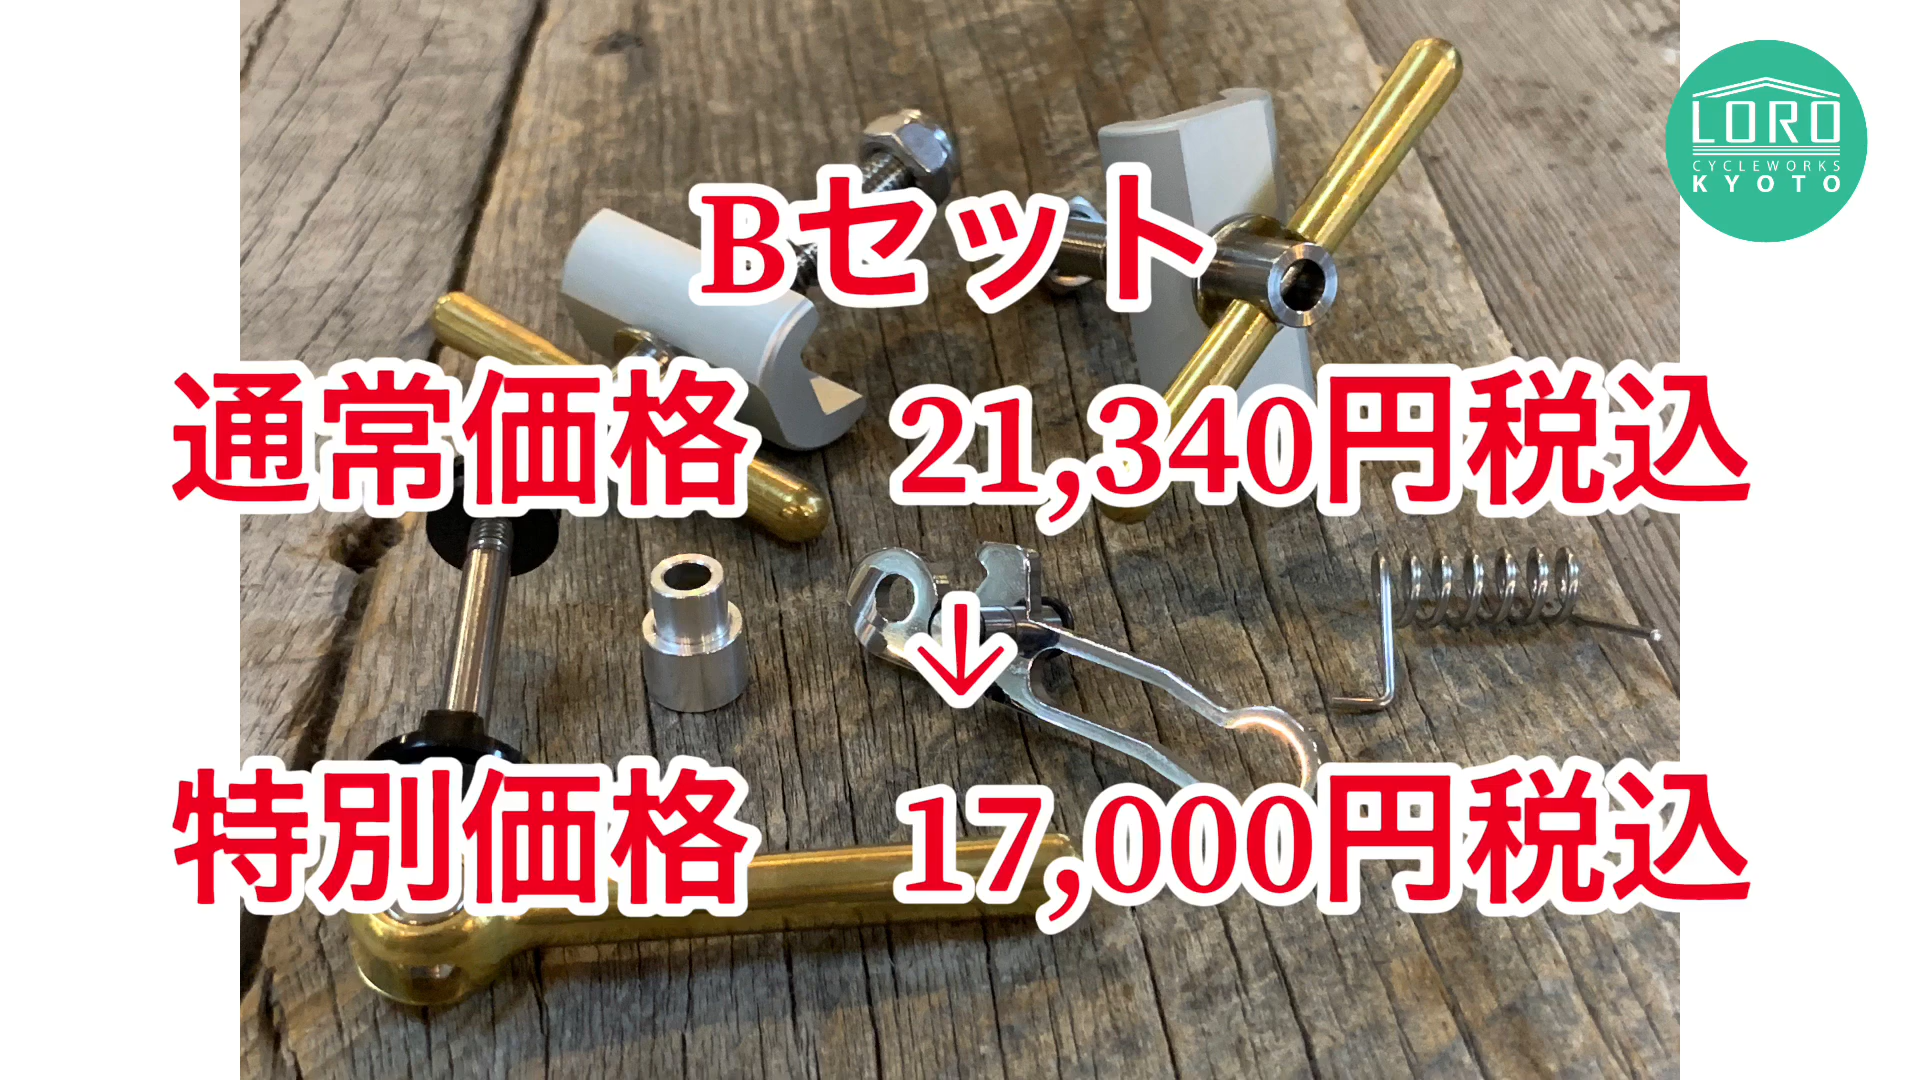 LORO
CYCLEWORKS
KYOTO
Bセット
通常価格　21,340円税込
↓
特別価格　17,000円税込